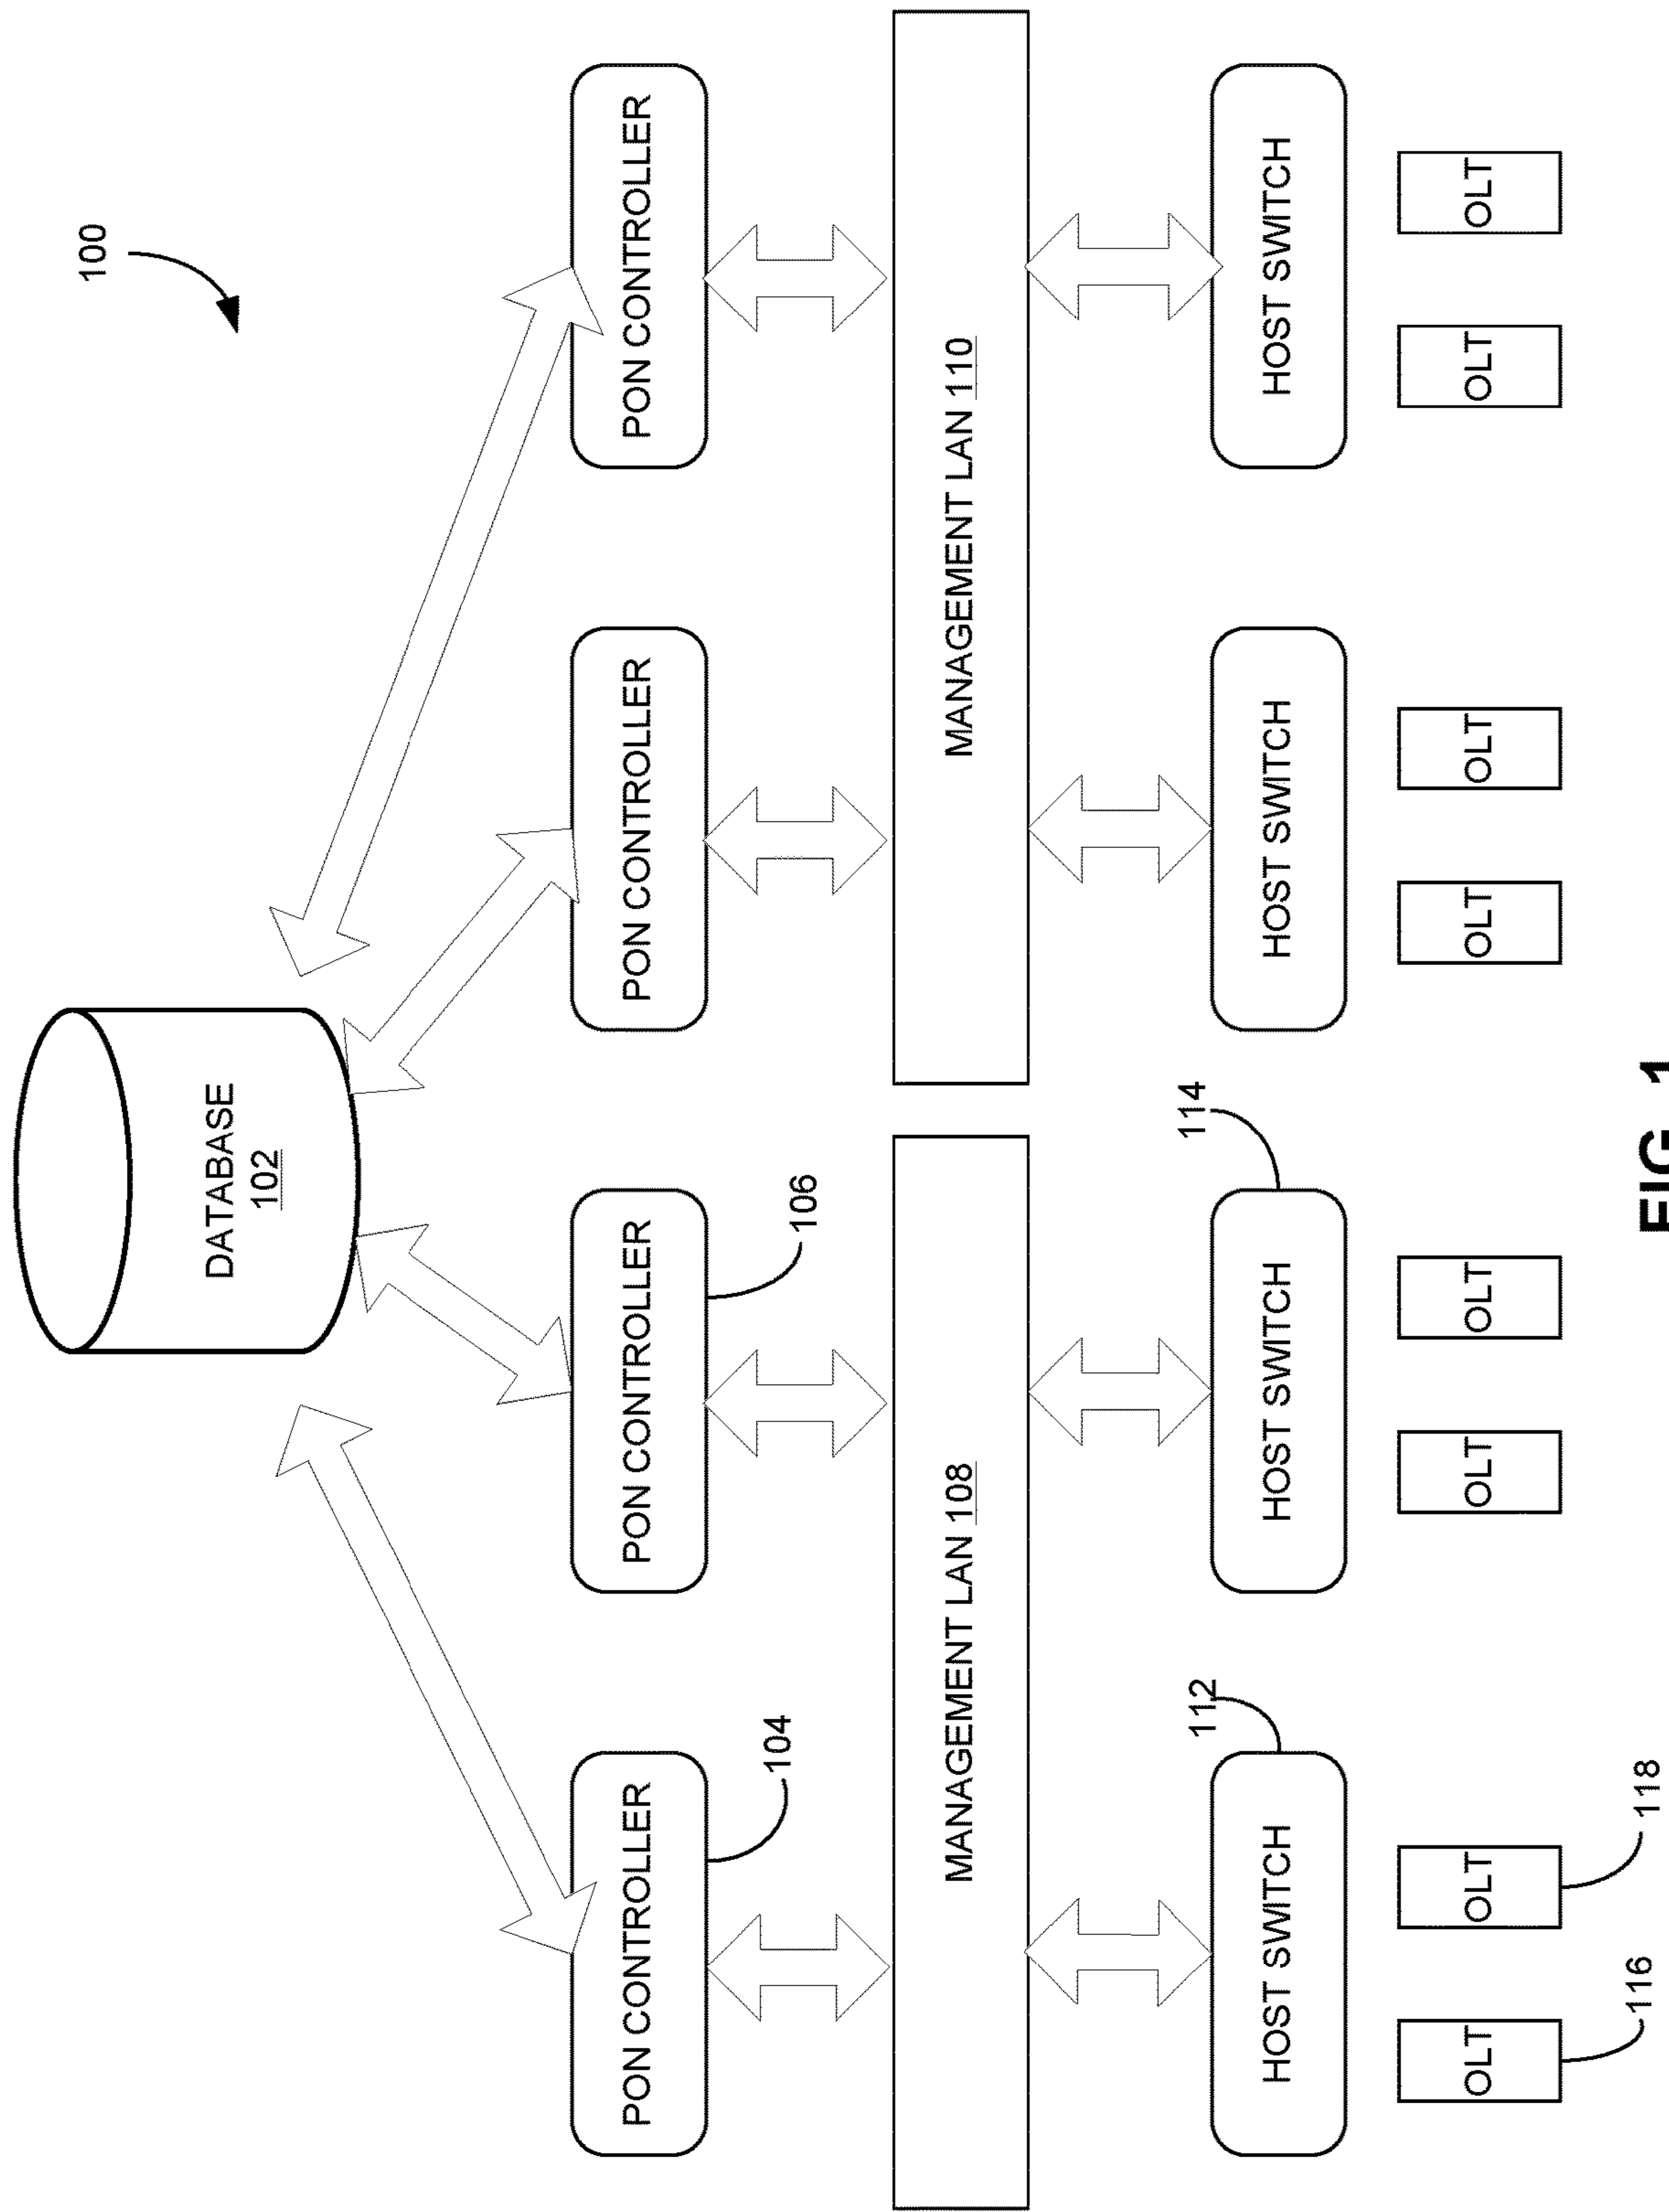 100
DATABASE
102
PON CONTROLLER
PON CONTROLLER
PON CONTROLLER
PON CONTROLLER
104
106
MANAGEMENT LAN 108
MANAGEMENT LAN 110
112
114
HOST SWITCH
HOST SWITCH
HOST SWITCH
HOST SWITCH
OLT
OLT
OLT
OLT
OLT
OLT
OLT
OLT
116
118
FIG. 1